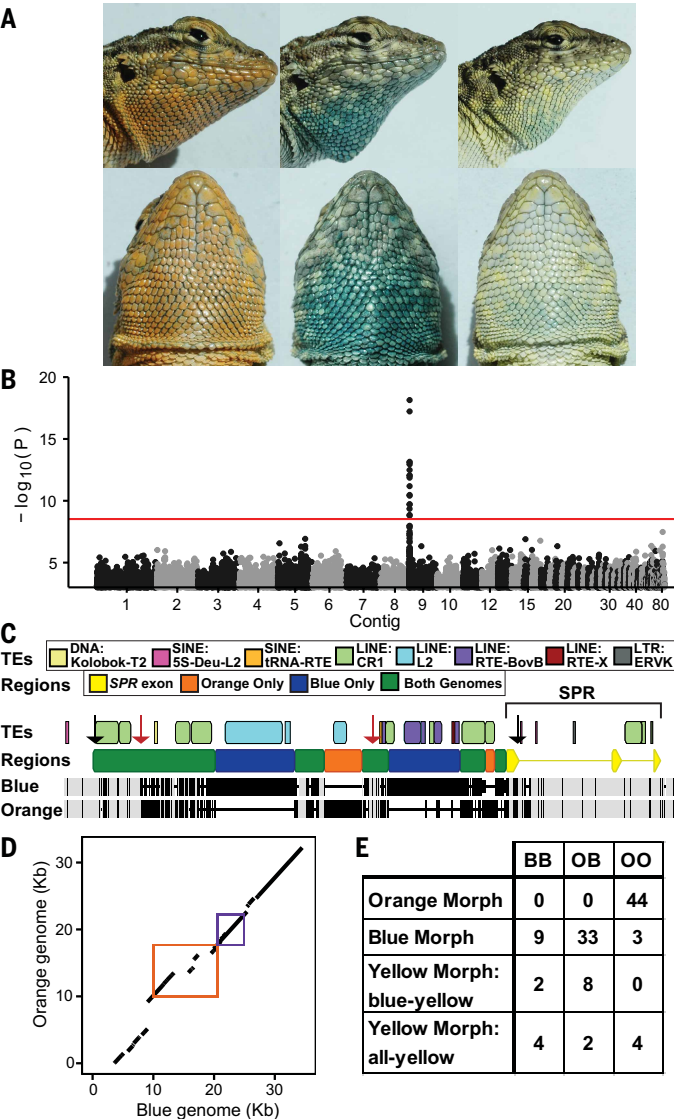 A
B
20
15
10
5
− log10(P)
1 2 3 4 5 6 7 8 9 10 12 15 20 30 40 80
Contig
C
TEs
DNA: Kolobok-T2
SINE: 5S-Deu-L2
SINE: tRNA-RTE
LINE: CR1
LINE: L2
LINE: RTE-BovB
LINE: RTE-X
LTR: ERVK
Regions
SPR exon
Orange Only
Blue Only
Both Genomes
SPR
TEs
Regions
Blue
Orange
D
Orange genome (Kb)
30
20
10
0
0 10 20 30
Blue genome (Kb)
E
BB OB OO
Orange Morph 0 0 44
Blue Morph 9 33 3
Yellow Morph:
blue-yellow 2 8 0
Yellow Morph:
all-yellow 4 2 4